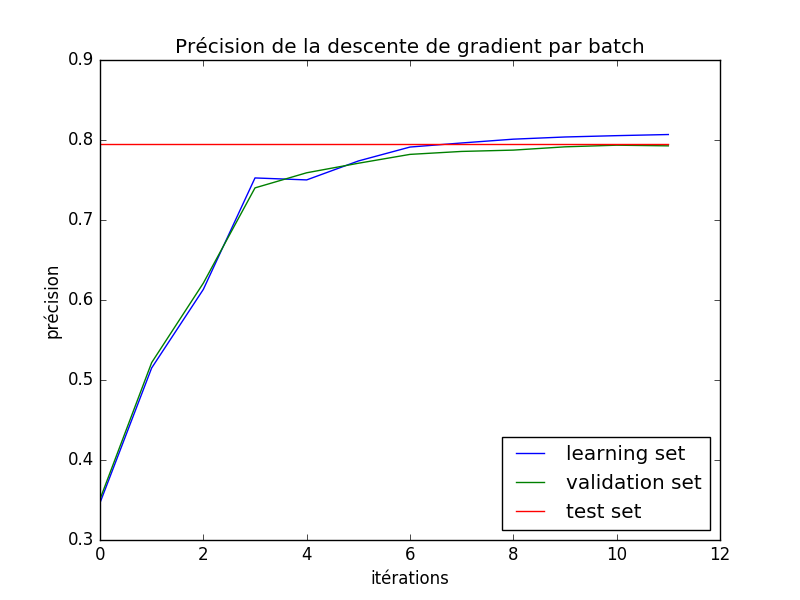 Précision de la descente de gradient par batch
0.9
0.8
0.7
0.6
0.5
0.4
0.3
précision
learning set
validation set
test set
0 2 4 6 8 10 12
itérations